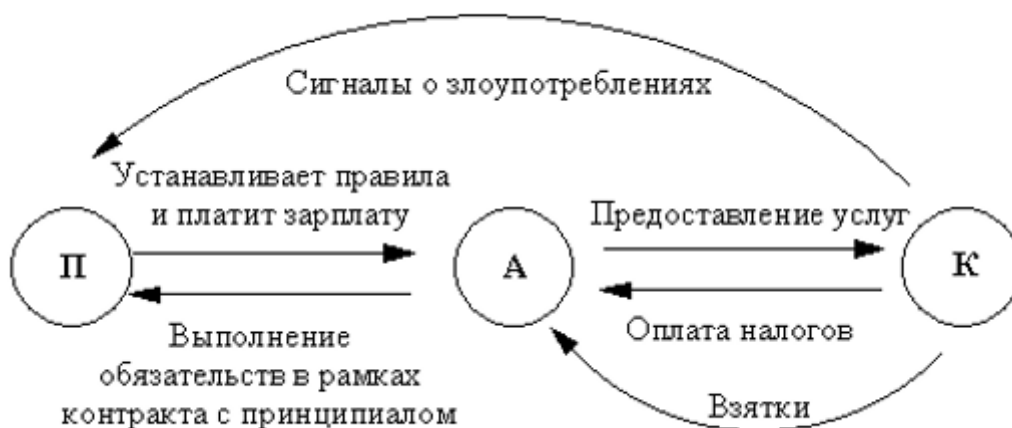 Сигналы о злоупотреблениях
Устанавливает правила
и платит зарплату
Предоставление услуг
П
А
К
Выполнение
обязательств в рамках
контракта с принципиалом
Оплата налогов
Взятки